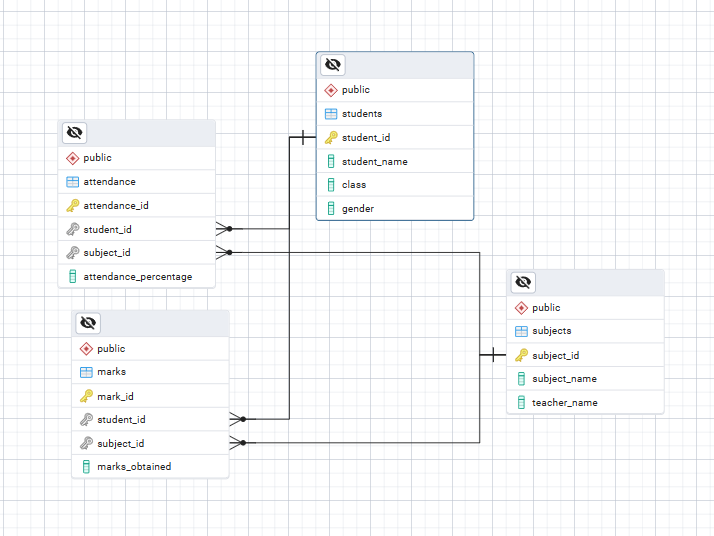 public
students
student_id
student_name
class
gender
public
attendance
attendance_id
student_id
subject_id
attendance_percentage
public
subjects
subject_id
subject_name
teacher_name
public
marks
mark_id
student_id
subject_id
marks_obtained